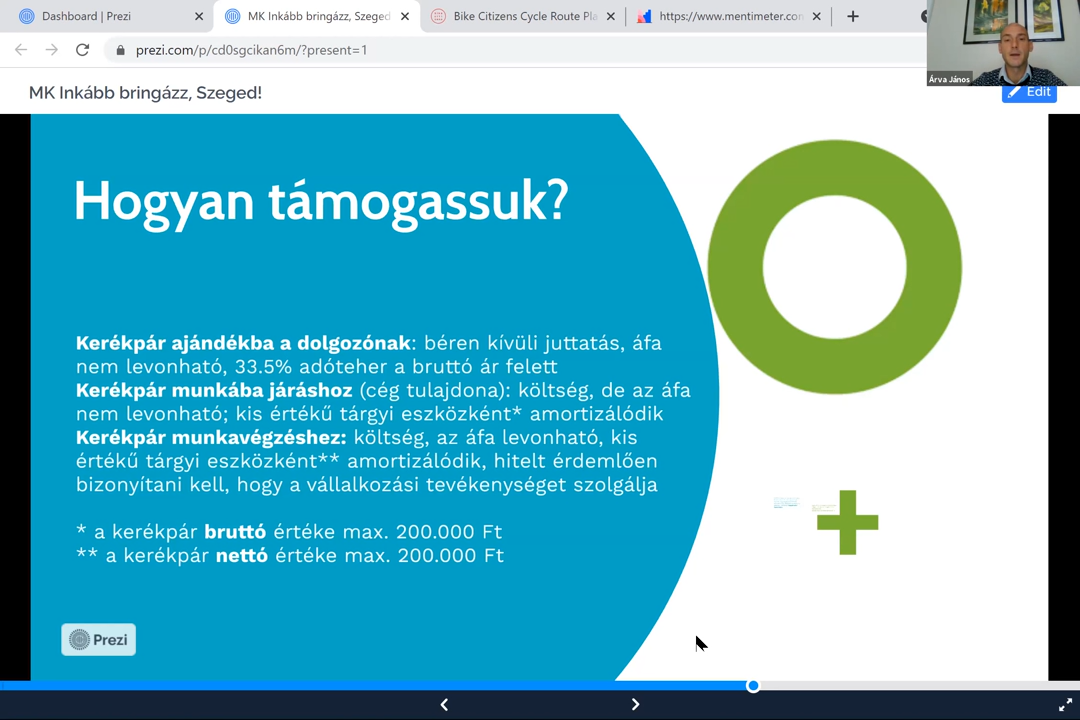 Dashboard | Prezi
MK Inkább bringázz, Szeged
Bike Citizens Cycle Route Pla
https://www.mentimeter.con
prezi.com/p/cd0sgcikan6m/?present=1
Árva János
MK Inkább bringázz, Szeged!
Edit
Hogyan támogassuk?
Kerékpár ajándékba a dolgozónak: béren kívüli juttatás, áfa
nem levonható, 33.5% adóteher a bruttó ár felett
Kerékpár munkába járáshoz (cég tulajdona): költség, de az áfa
nem levonható; kis értékű tárgyi eszközként* amortizálódik
Kerékpár munkavégzéshez: költség, az áfa levonható, kis
értékű tárgyi eszközként** amortizálódik, hitelt érdemlően
bizonyítani kell, hogy a vállalkozási tevékenységet szolgálja
* a kerékpár bruttó értéke max. 200.000 Ft
** a kerékpár nettó értéke max. 200.000 Ft
Prezi